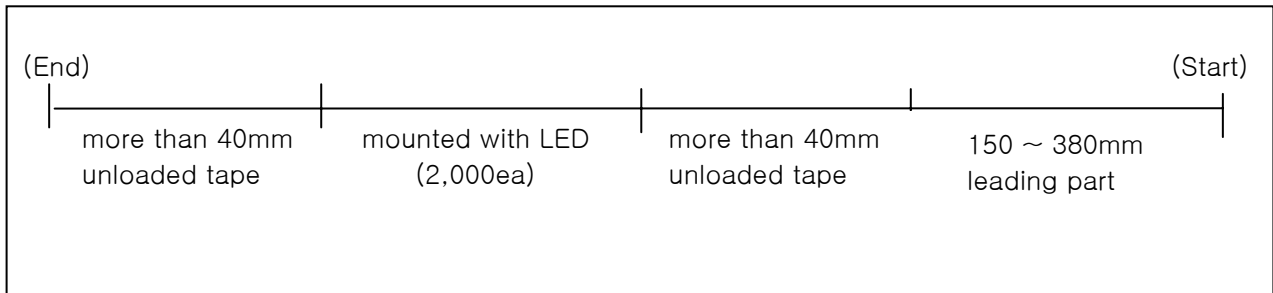 (End)
(Start)
more than 40mm
unloaded tape
mounted with LED
(2,000ea)
more than 40mm
unloaded tape
150 ~ 380mm
leading part